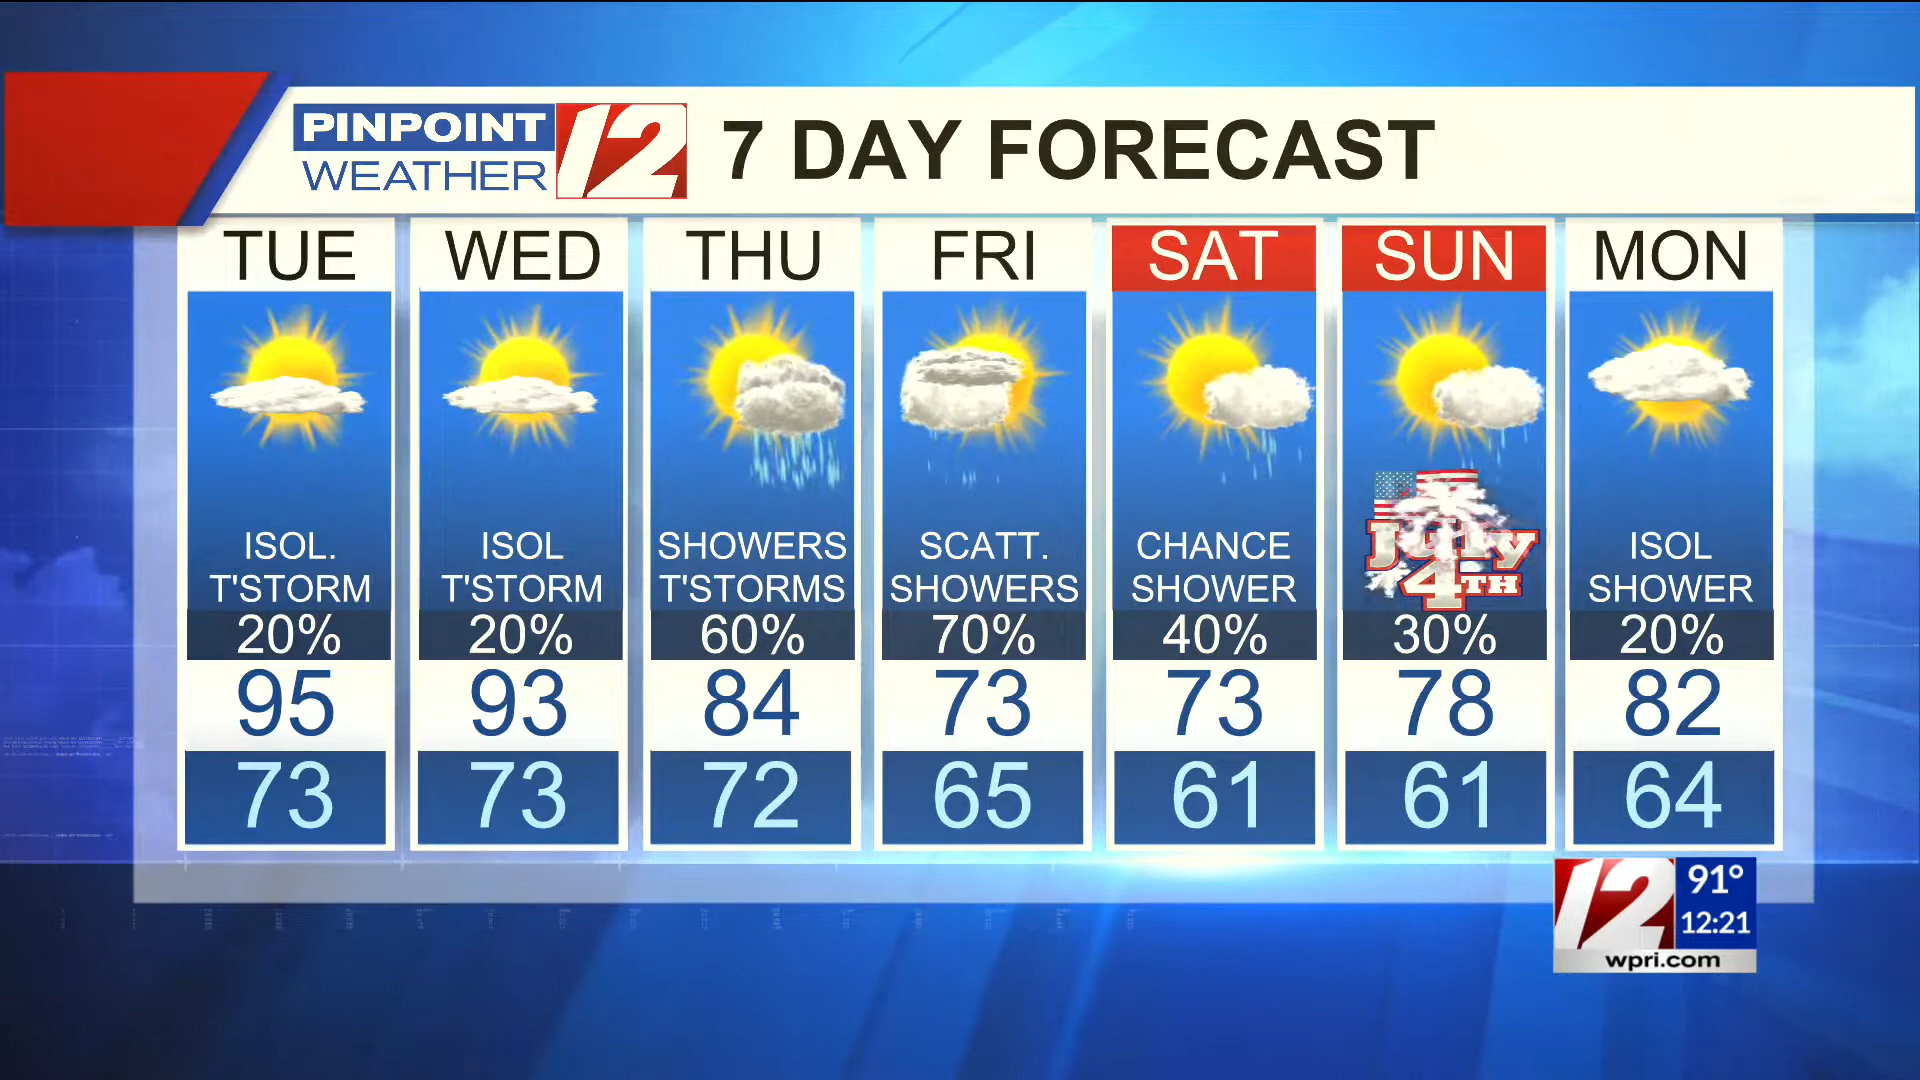 PINPOINT
WEATHER 12
7 DAY FORECAST
TUE
ISOL.
T'STORM
20%
95
73
WED
ISOL
T'STORM
20%
93
73
THU
SHOWERS
T'STORMS
60%
84
72
FRI
SCATT.
SHOWERS
70%
73
65
SAT
CHANCE
SHOWER
40%
73
61
SUN
July
4TH
30%
78
61
MON
ISOL
SHOWER
20%
82
64
12
91°
12:21
wpri.com